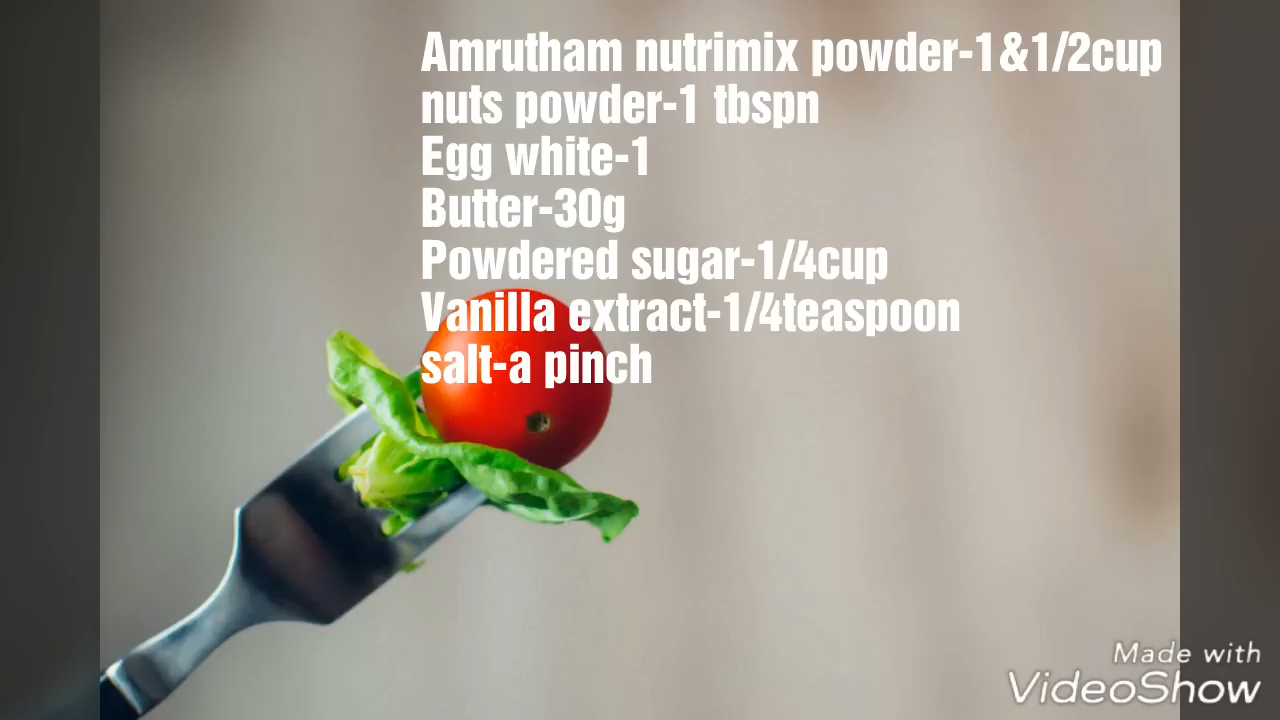 Amrutham nutrimix powder-1&1/2cup
nuts powder-1 tbspn
Egg white-1
Butter-30g
Powdered sugar-1/4cup
Vanilla extract-1/4teaspoon
salt-a pinch
Made with
VideoShow